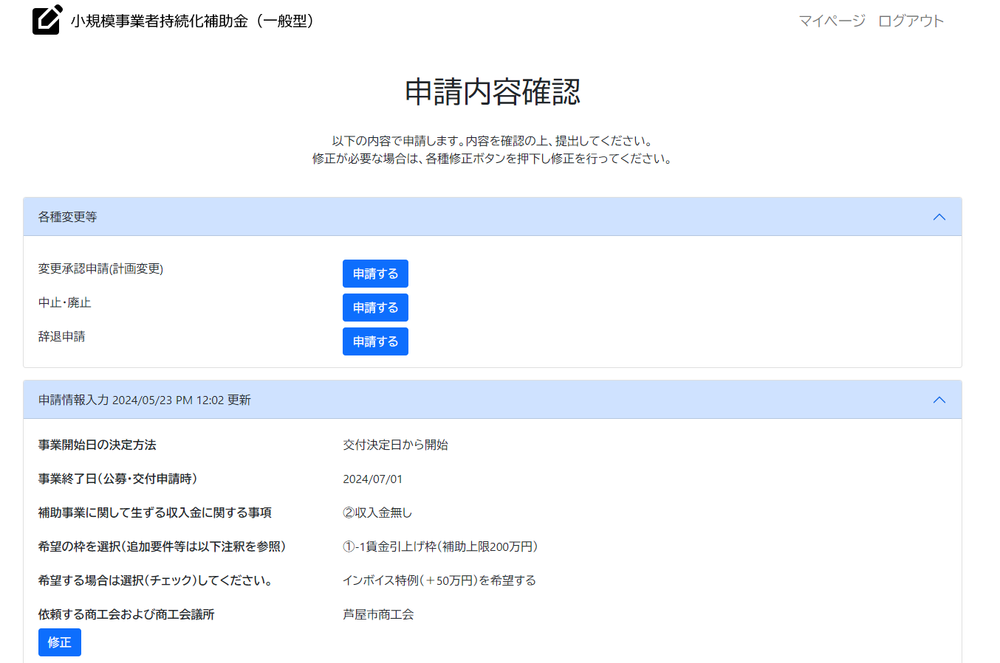 小規模事業者持続化補助金（一般型）
マイページ ログアウト
申請内容確認
以下の内容で申請します。内容を確認の上、提出してください。
修正が必要な場合は、各種修正ボタンを押下し修正を行ってください。
各種変更等
変更承認申請(計画変更) 申請する
中止・廃止 申請する
辞退申請 申請する
申請情報入力 2024/05/23 PM 12:02 更新
事業開始日の決定方法 交付決定日から開始
事業終了日（公募・交付申請時） 2024/07/01
補助事業に関して生ずる収入金に関する事項 ②収入金無し
希望の枠を選択（追加要件等は以下注釈を参照） ①-1賃金引上げ枠（補助上限200万円）
希望する場合は選択（チェック）してください。 インボイス特例（＋50万円）を希望する
依頼する商工会および商工会議所 芦屋市商工会
修正